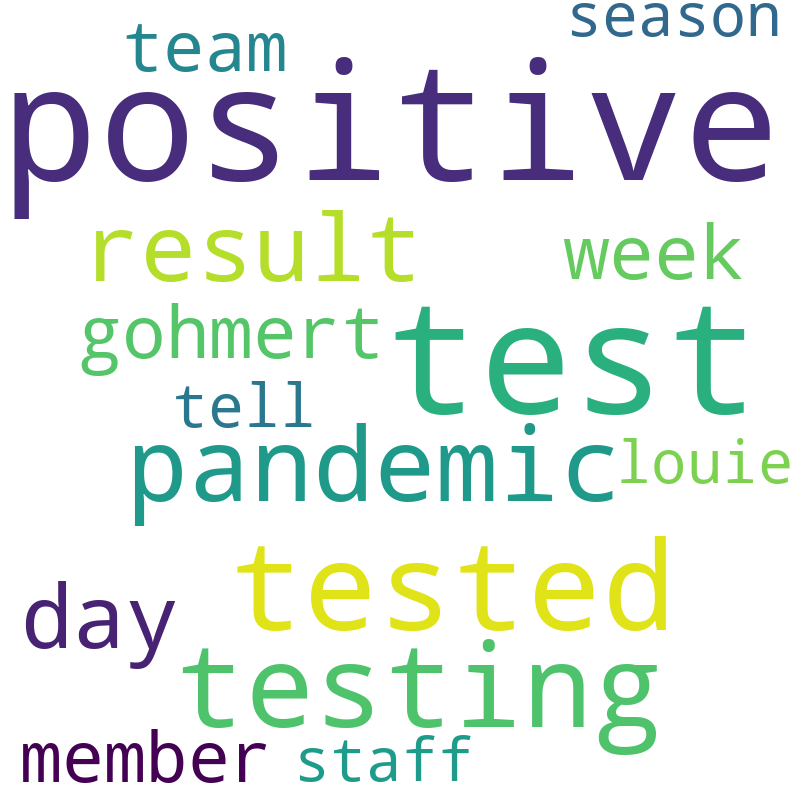 season
team
positive
result
week
gohmert
test
tell
pandemic
louie
tested
day
testing
member
staff